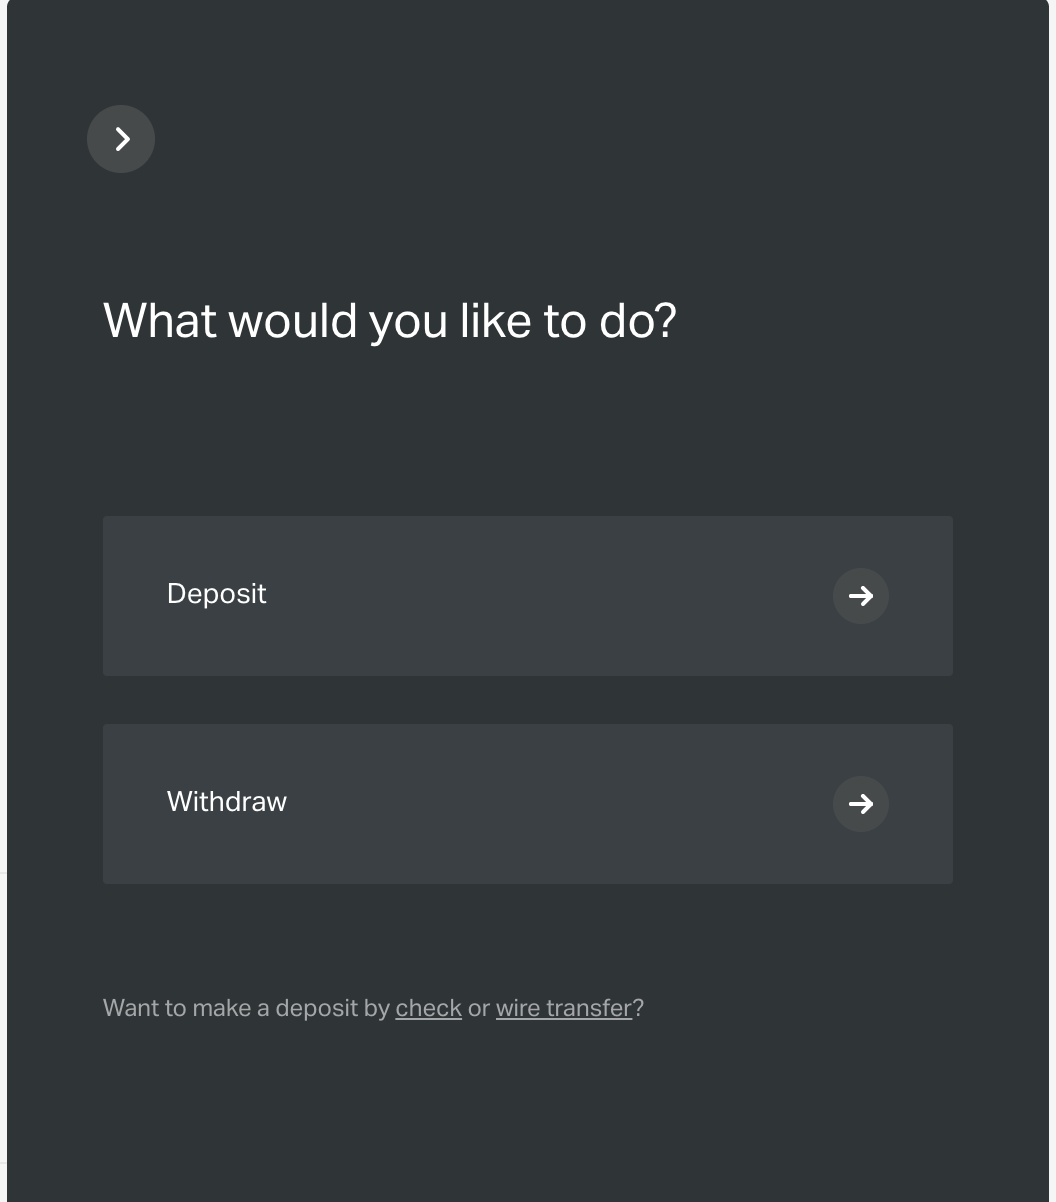 What would you like to do?
Deposit
Withdraw
Want to make a deposit by check or wire transfer?